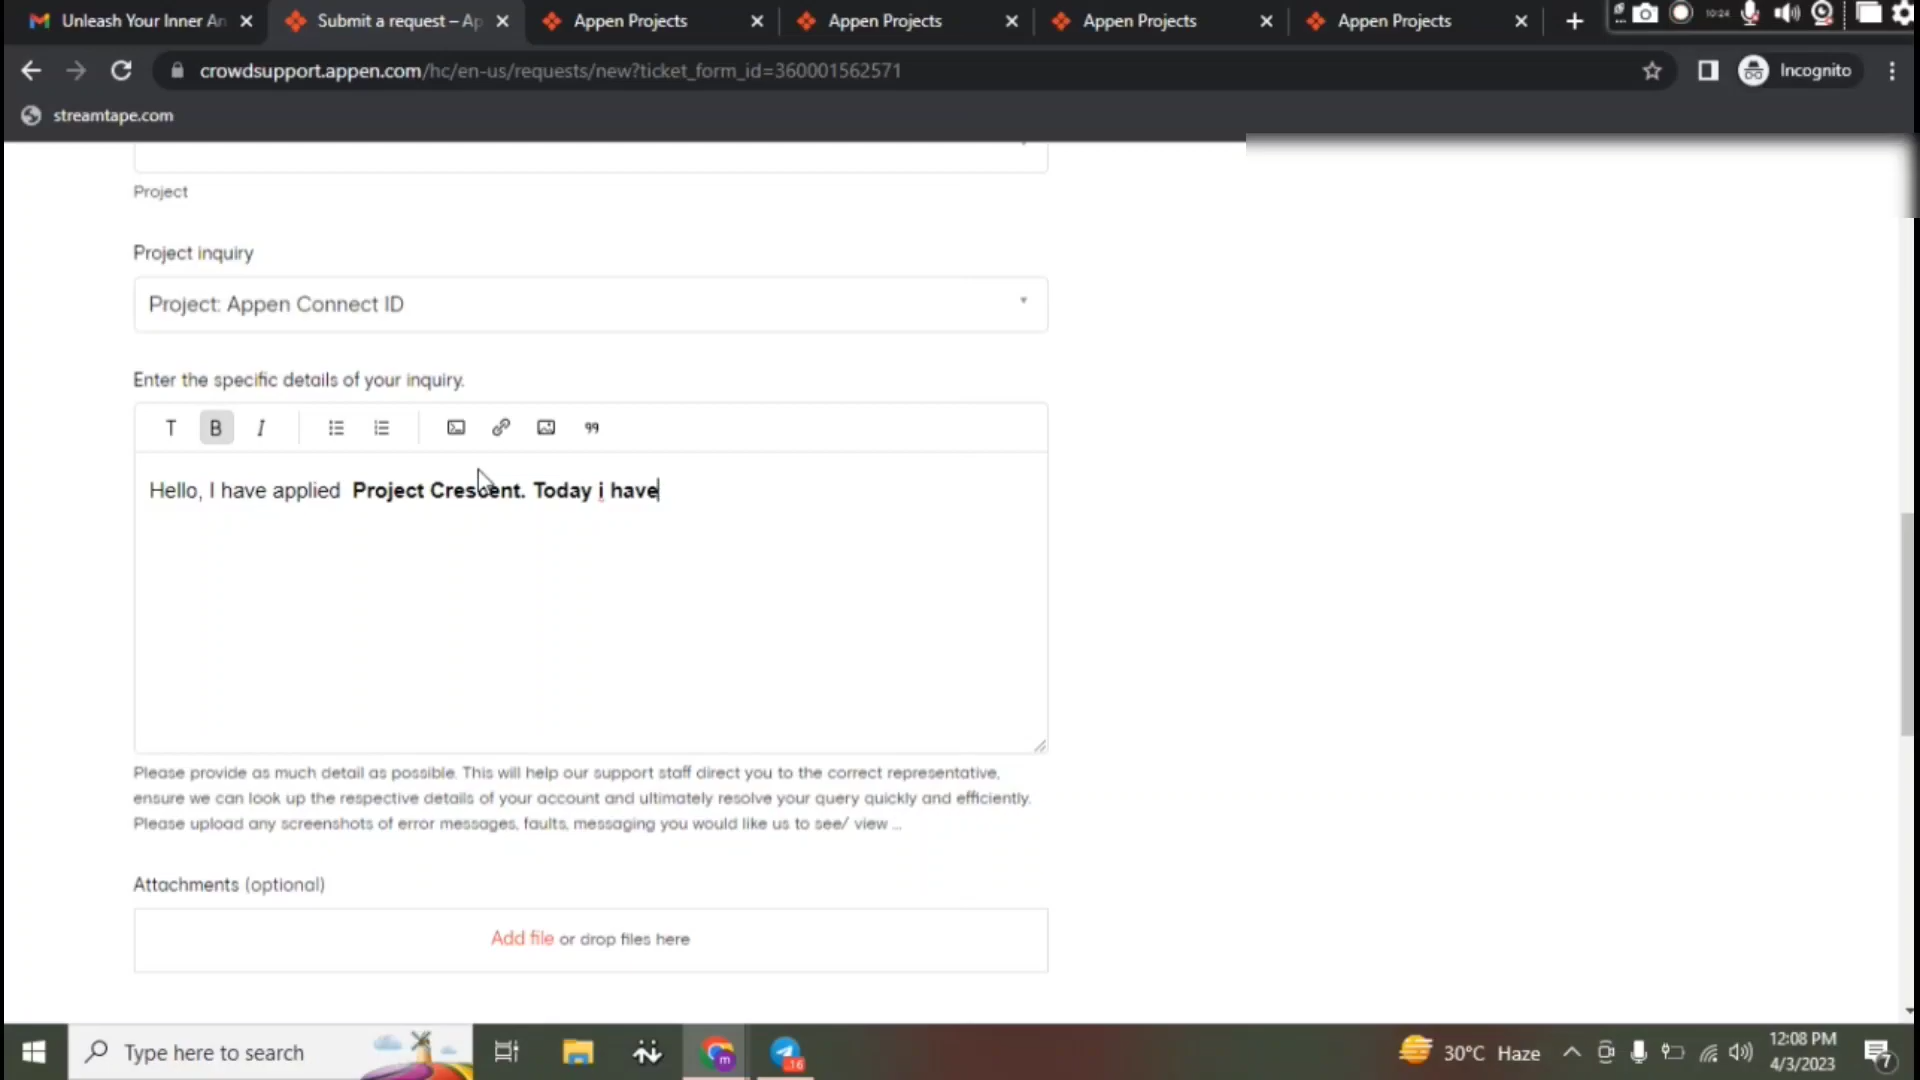 Unleash Your Inner An
Submit a request – Ap
Appen Projects
Appen Projects
Appen Projects
Appen Projects
10:24
crowdsupport.appen.com/hc/en-us/requests/new?ticket_form_id=360001562571
Incognito
streamtape.com
Project
Project inquiry
Project: Appen Connect ID
Enter the specific details of your inquiry.
T B I
Hello, I have applied Project Crescent. Today i have
Please provide as much detail as possible. This will help our support staff direct you to the correct representative,
ensure we can look up the respective details of your account and ultimately resolve your query quickly and efficiently.
Please upload any screenshots of error messages, faults, messaging you would like us to see/ view ...
Attachments (optional)
Add file or drop files here
Type here to search
m
16
30°C Haze
12:08 PM
4/3/2023
7